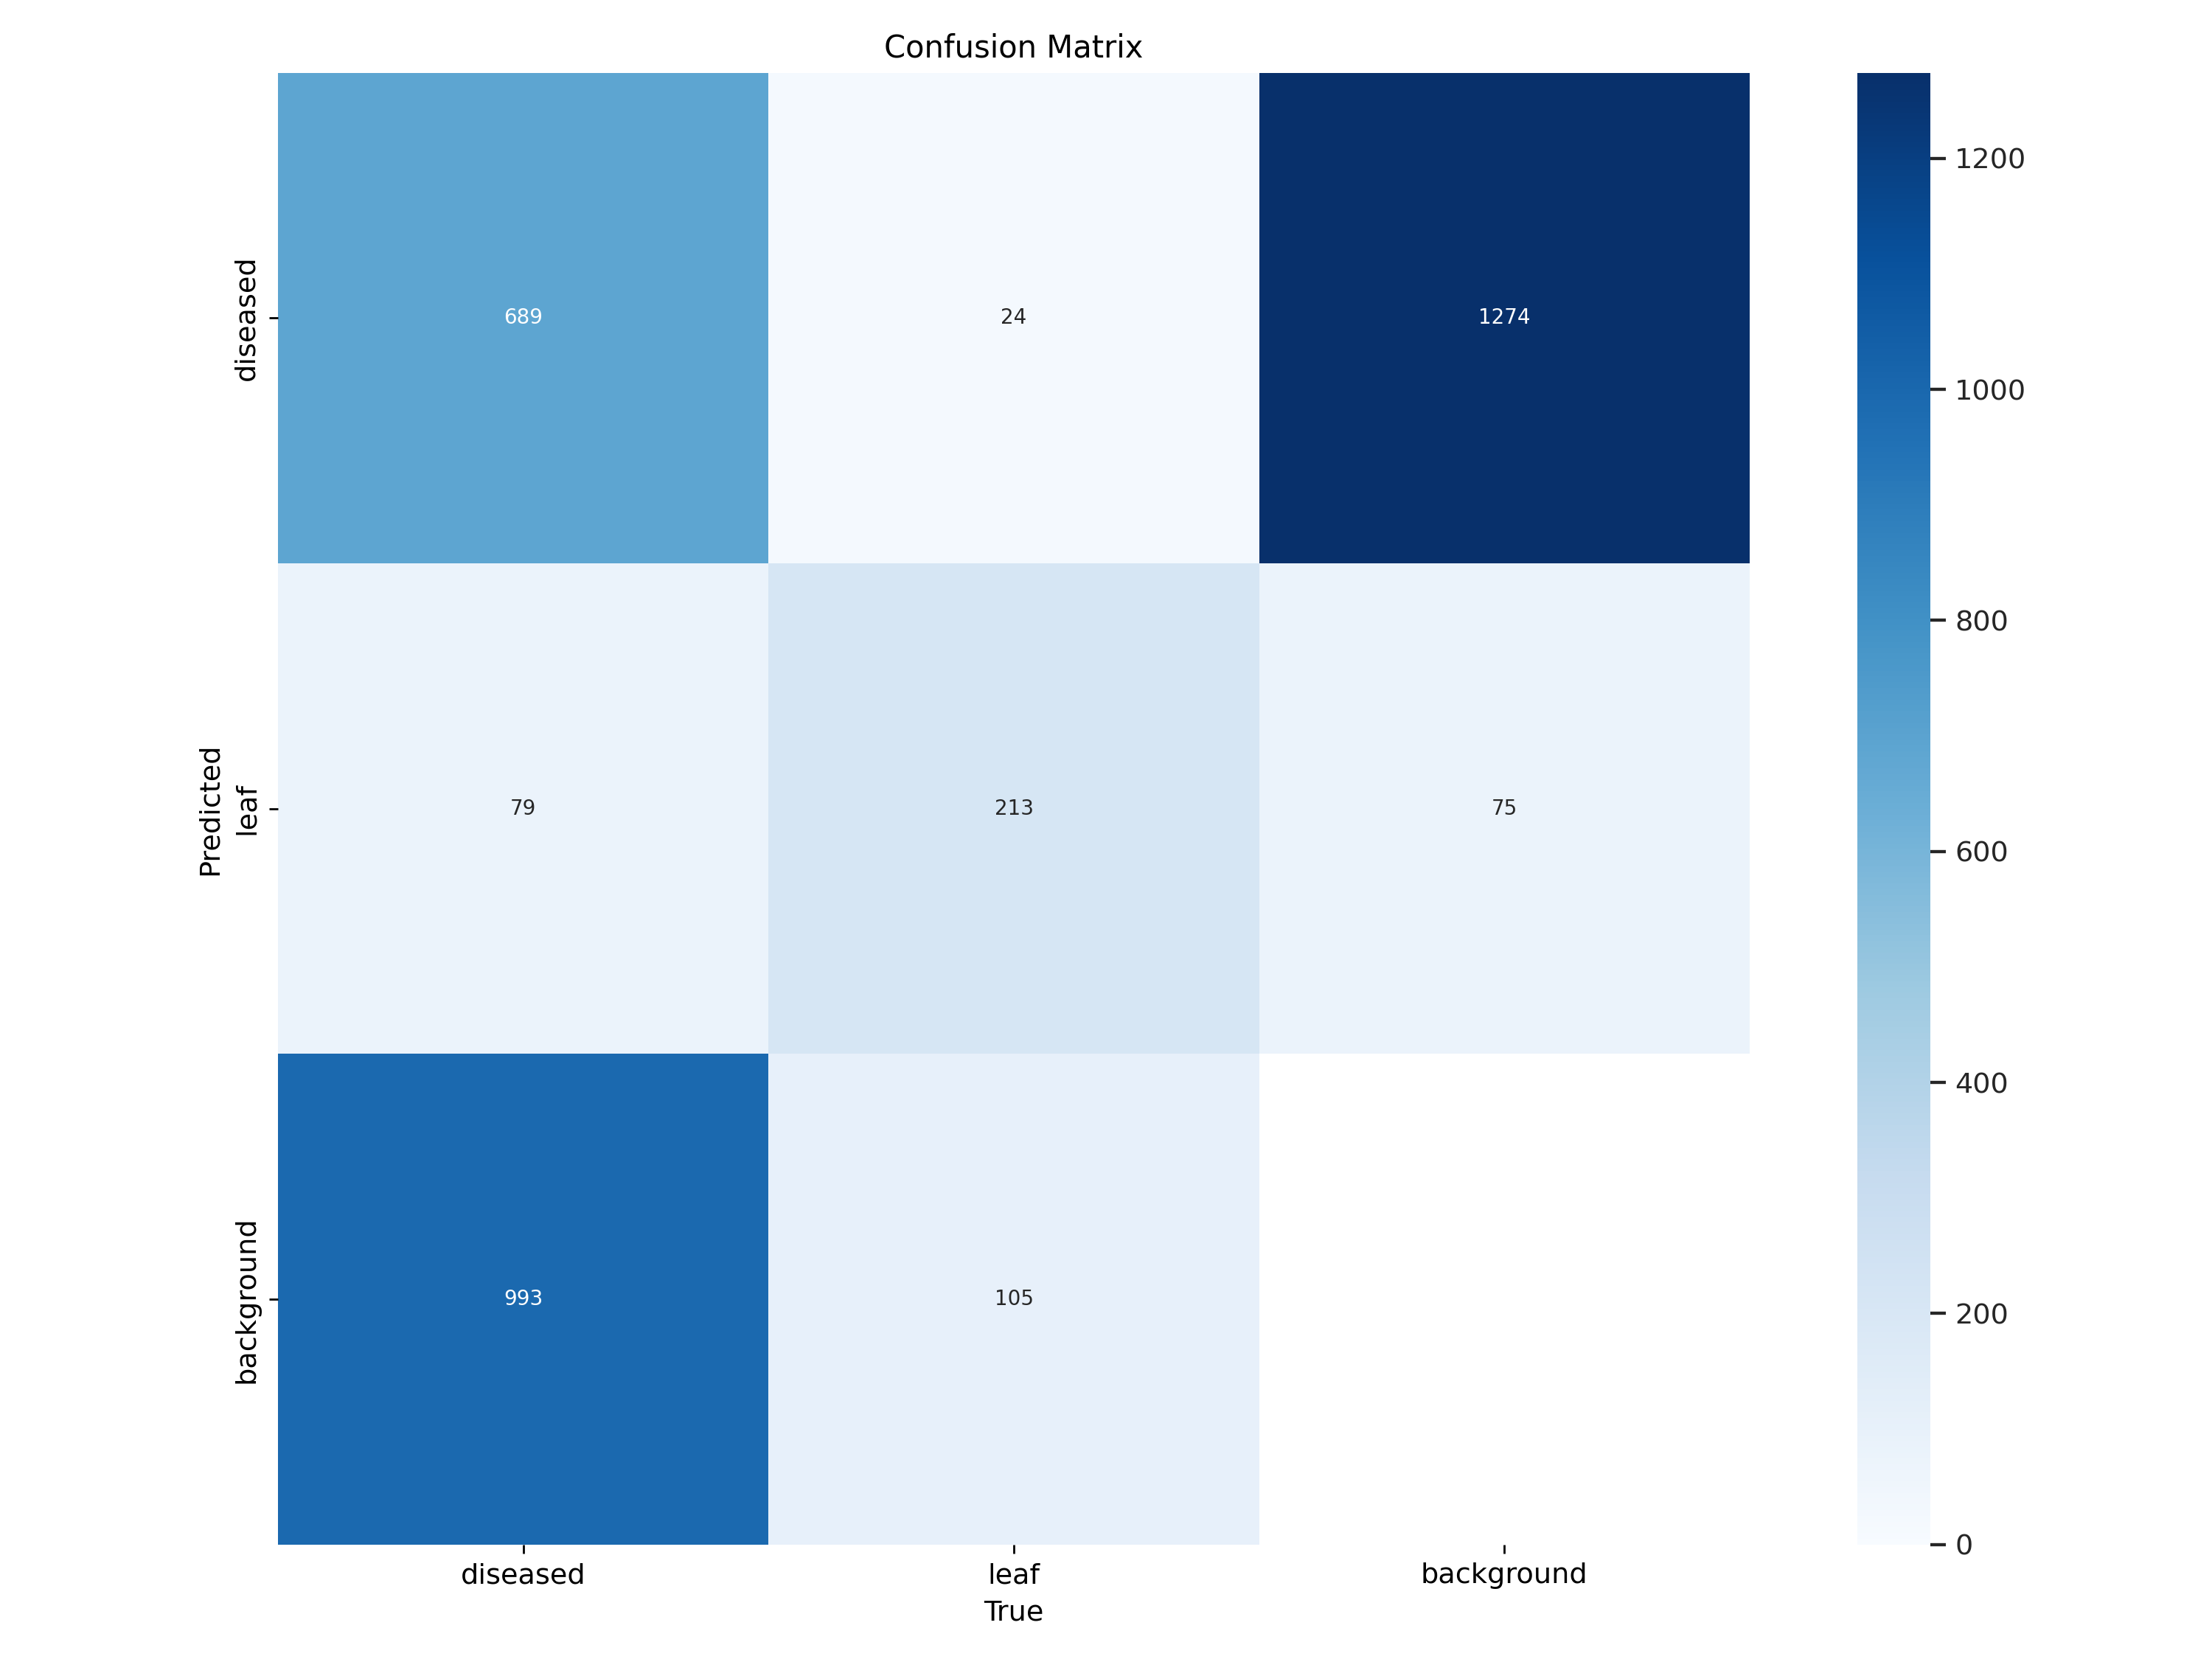 Confusion Matrix
Predicted
diseased
689 24 1274
leaf
79 213 75
background
993 105
diseased leaf background
True
1200
1000
800
600
400
200
0